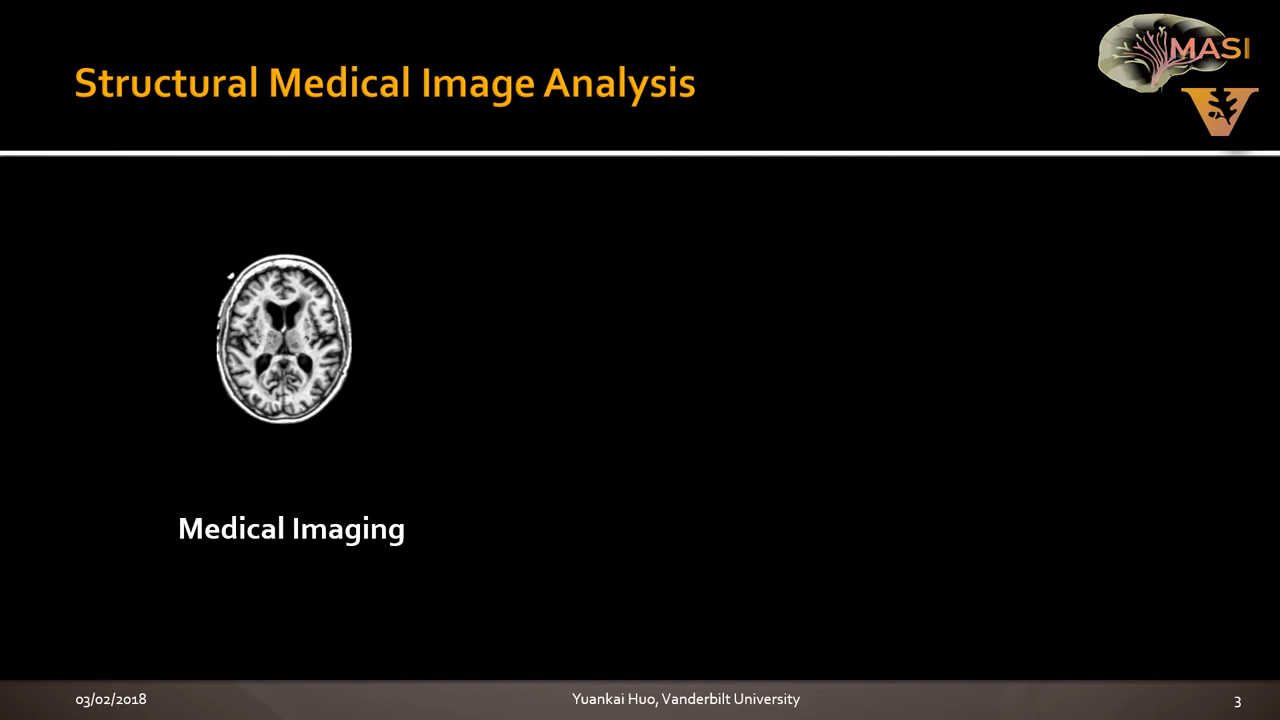 Structural Medical Image Analysis
MASI
V
Medical Imaging
03/02/2018
Yuankai Huo, Vanderbilt University
3